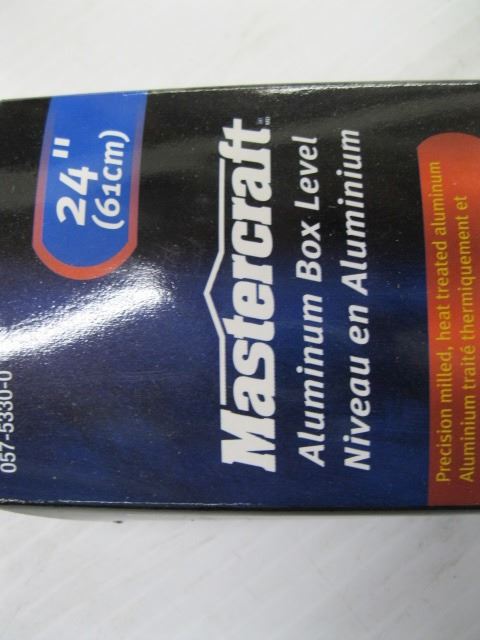 057-5330-0
24"
(61cm)
Mastercraft
Aluminum Box Level
Niveau en Aluminium
Precision milled, heat treated aluminum
Aluminium traité thermiquement et